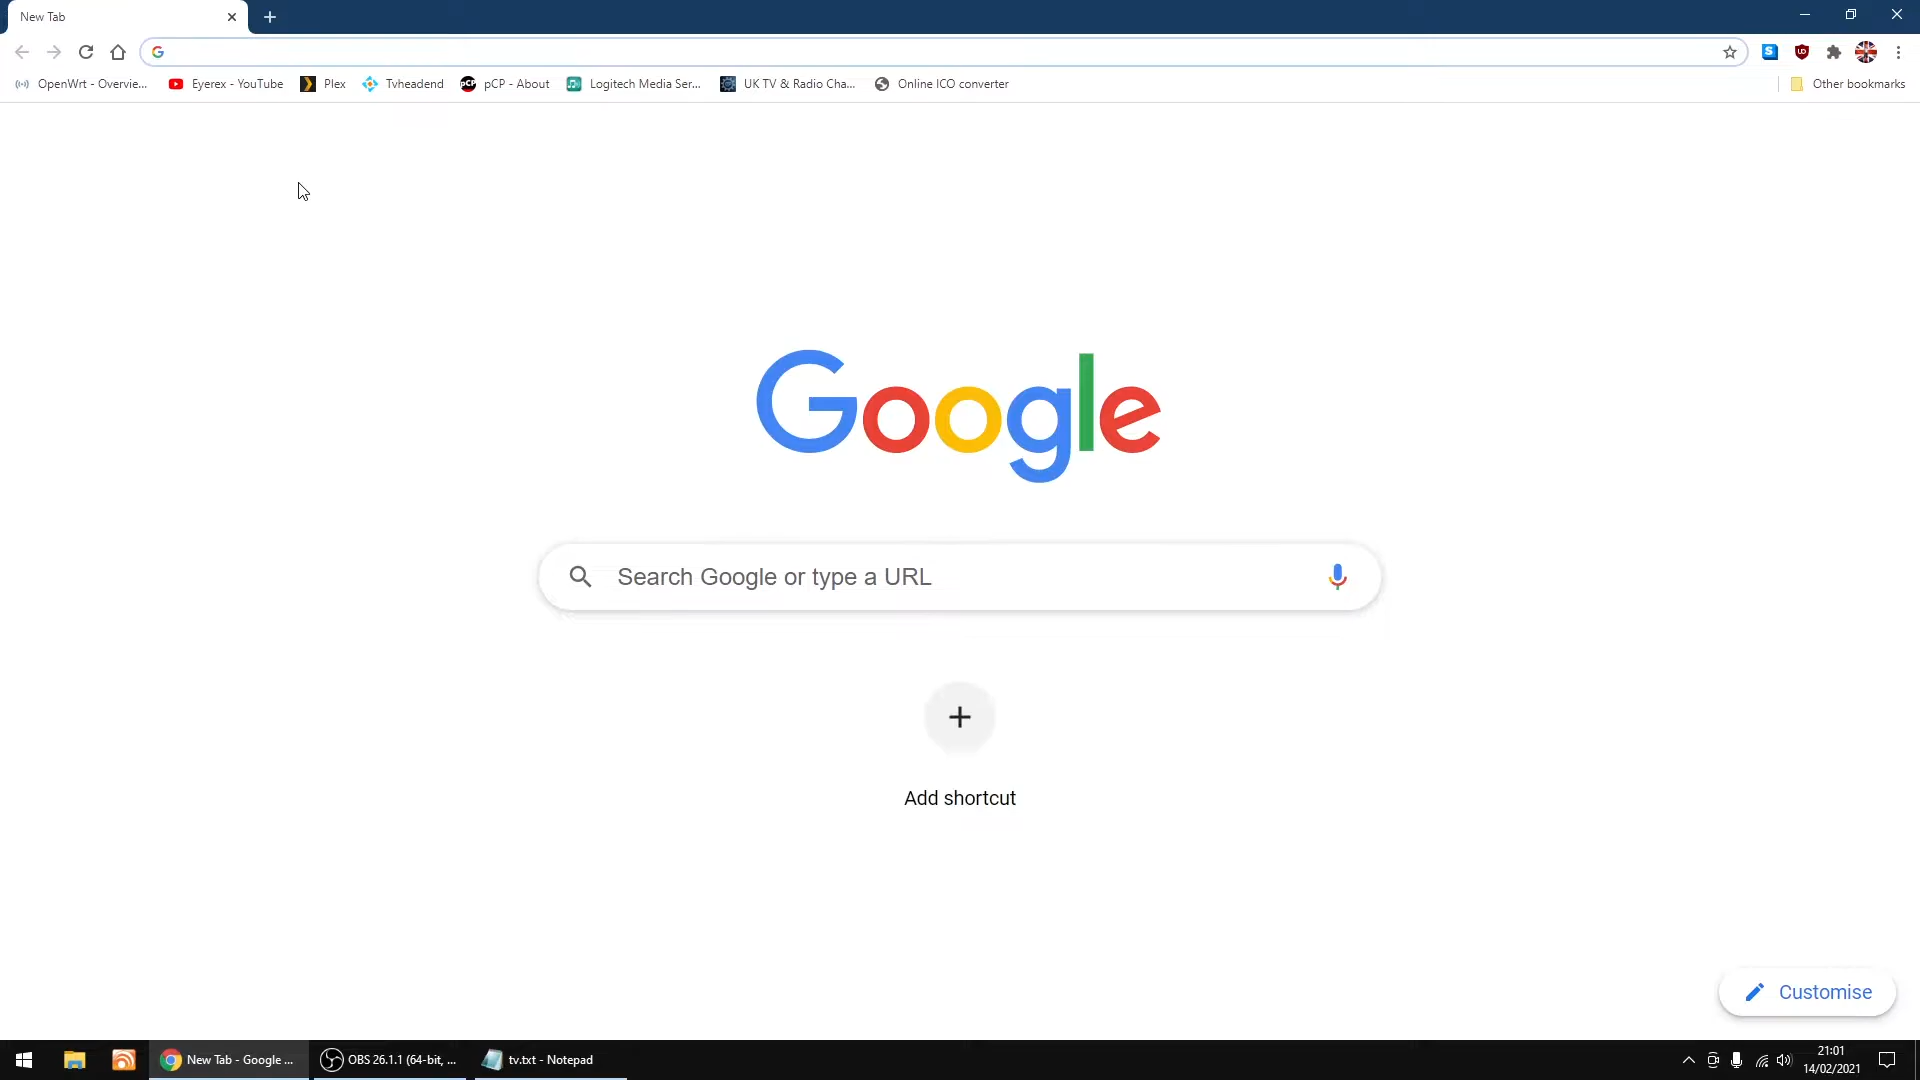 New Tab
OpenWrt - Overvie...
Eyerex - YouTube
Plex
Tvheadend
pCP
pCP - About
Logitech Media Ser...
UK TV & Radio Cha...
Online ICO converter
Other bookmarks
Google
Search Google or type a URL
Add shortcut
Customise
New Tab - Google ...
OBS 26.1.1 (64-bit, ...
tv.txt - Notepad
21:01
14/02/2021